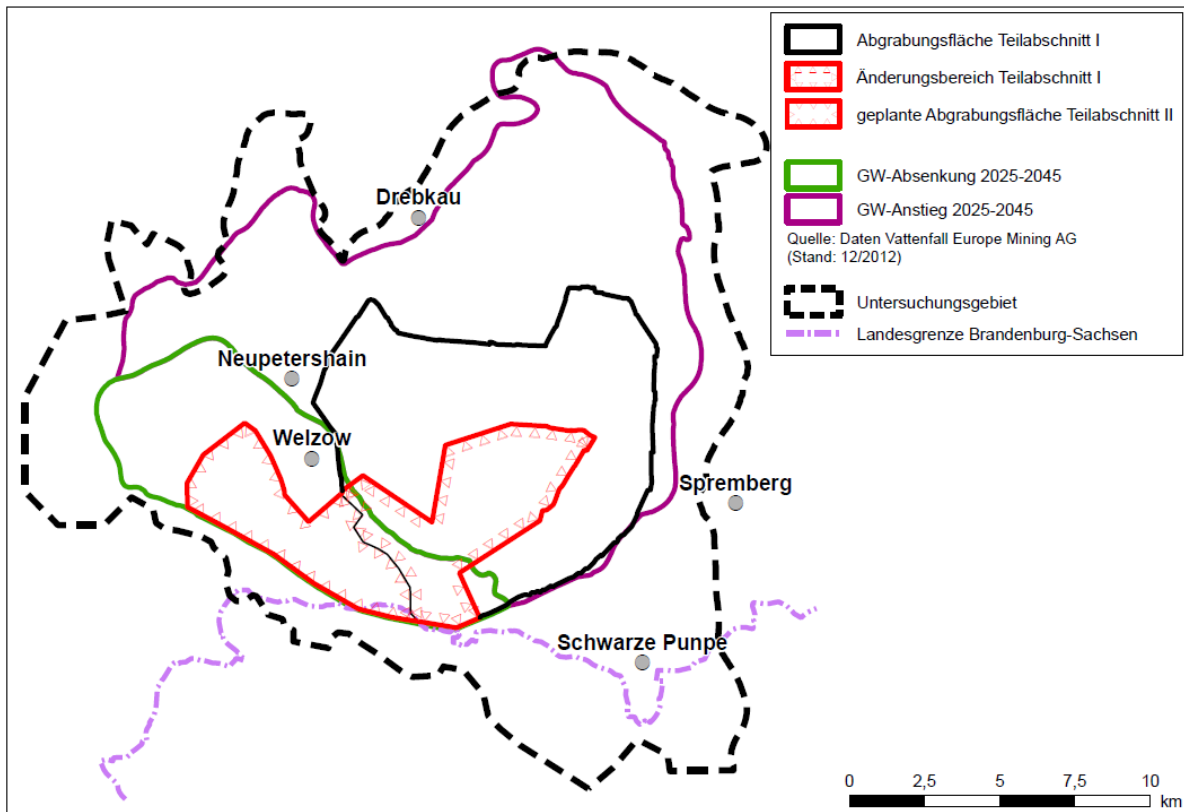 Abgrabungsfläche Teilabschnitt I
Änderungsbereich Teilabschnitt I
geplante Abgrabungsfläche Teilabschnitt II
GW-Absenkung 2025-2045
GW-Anstieg 2025-2045
Quelle: Daten Vattenfall Europe Mining AG
(Stand: 12/2012)
Untersuchungsgebiet
Landesgrenze Brandenburg-Sachsen
Drebkau
Neupetershain
Welzow
Spremberg
Schwarze Punpe
0 2,5 5 7,5 10
km